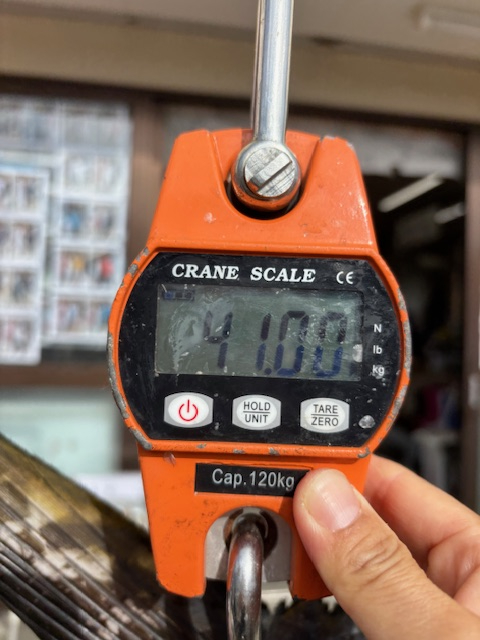 CRANE SCALE CE
41.00
N
lb
kg
HOLD
UNIT
TARE
ZERO
Cap.120kg